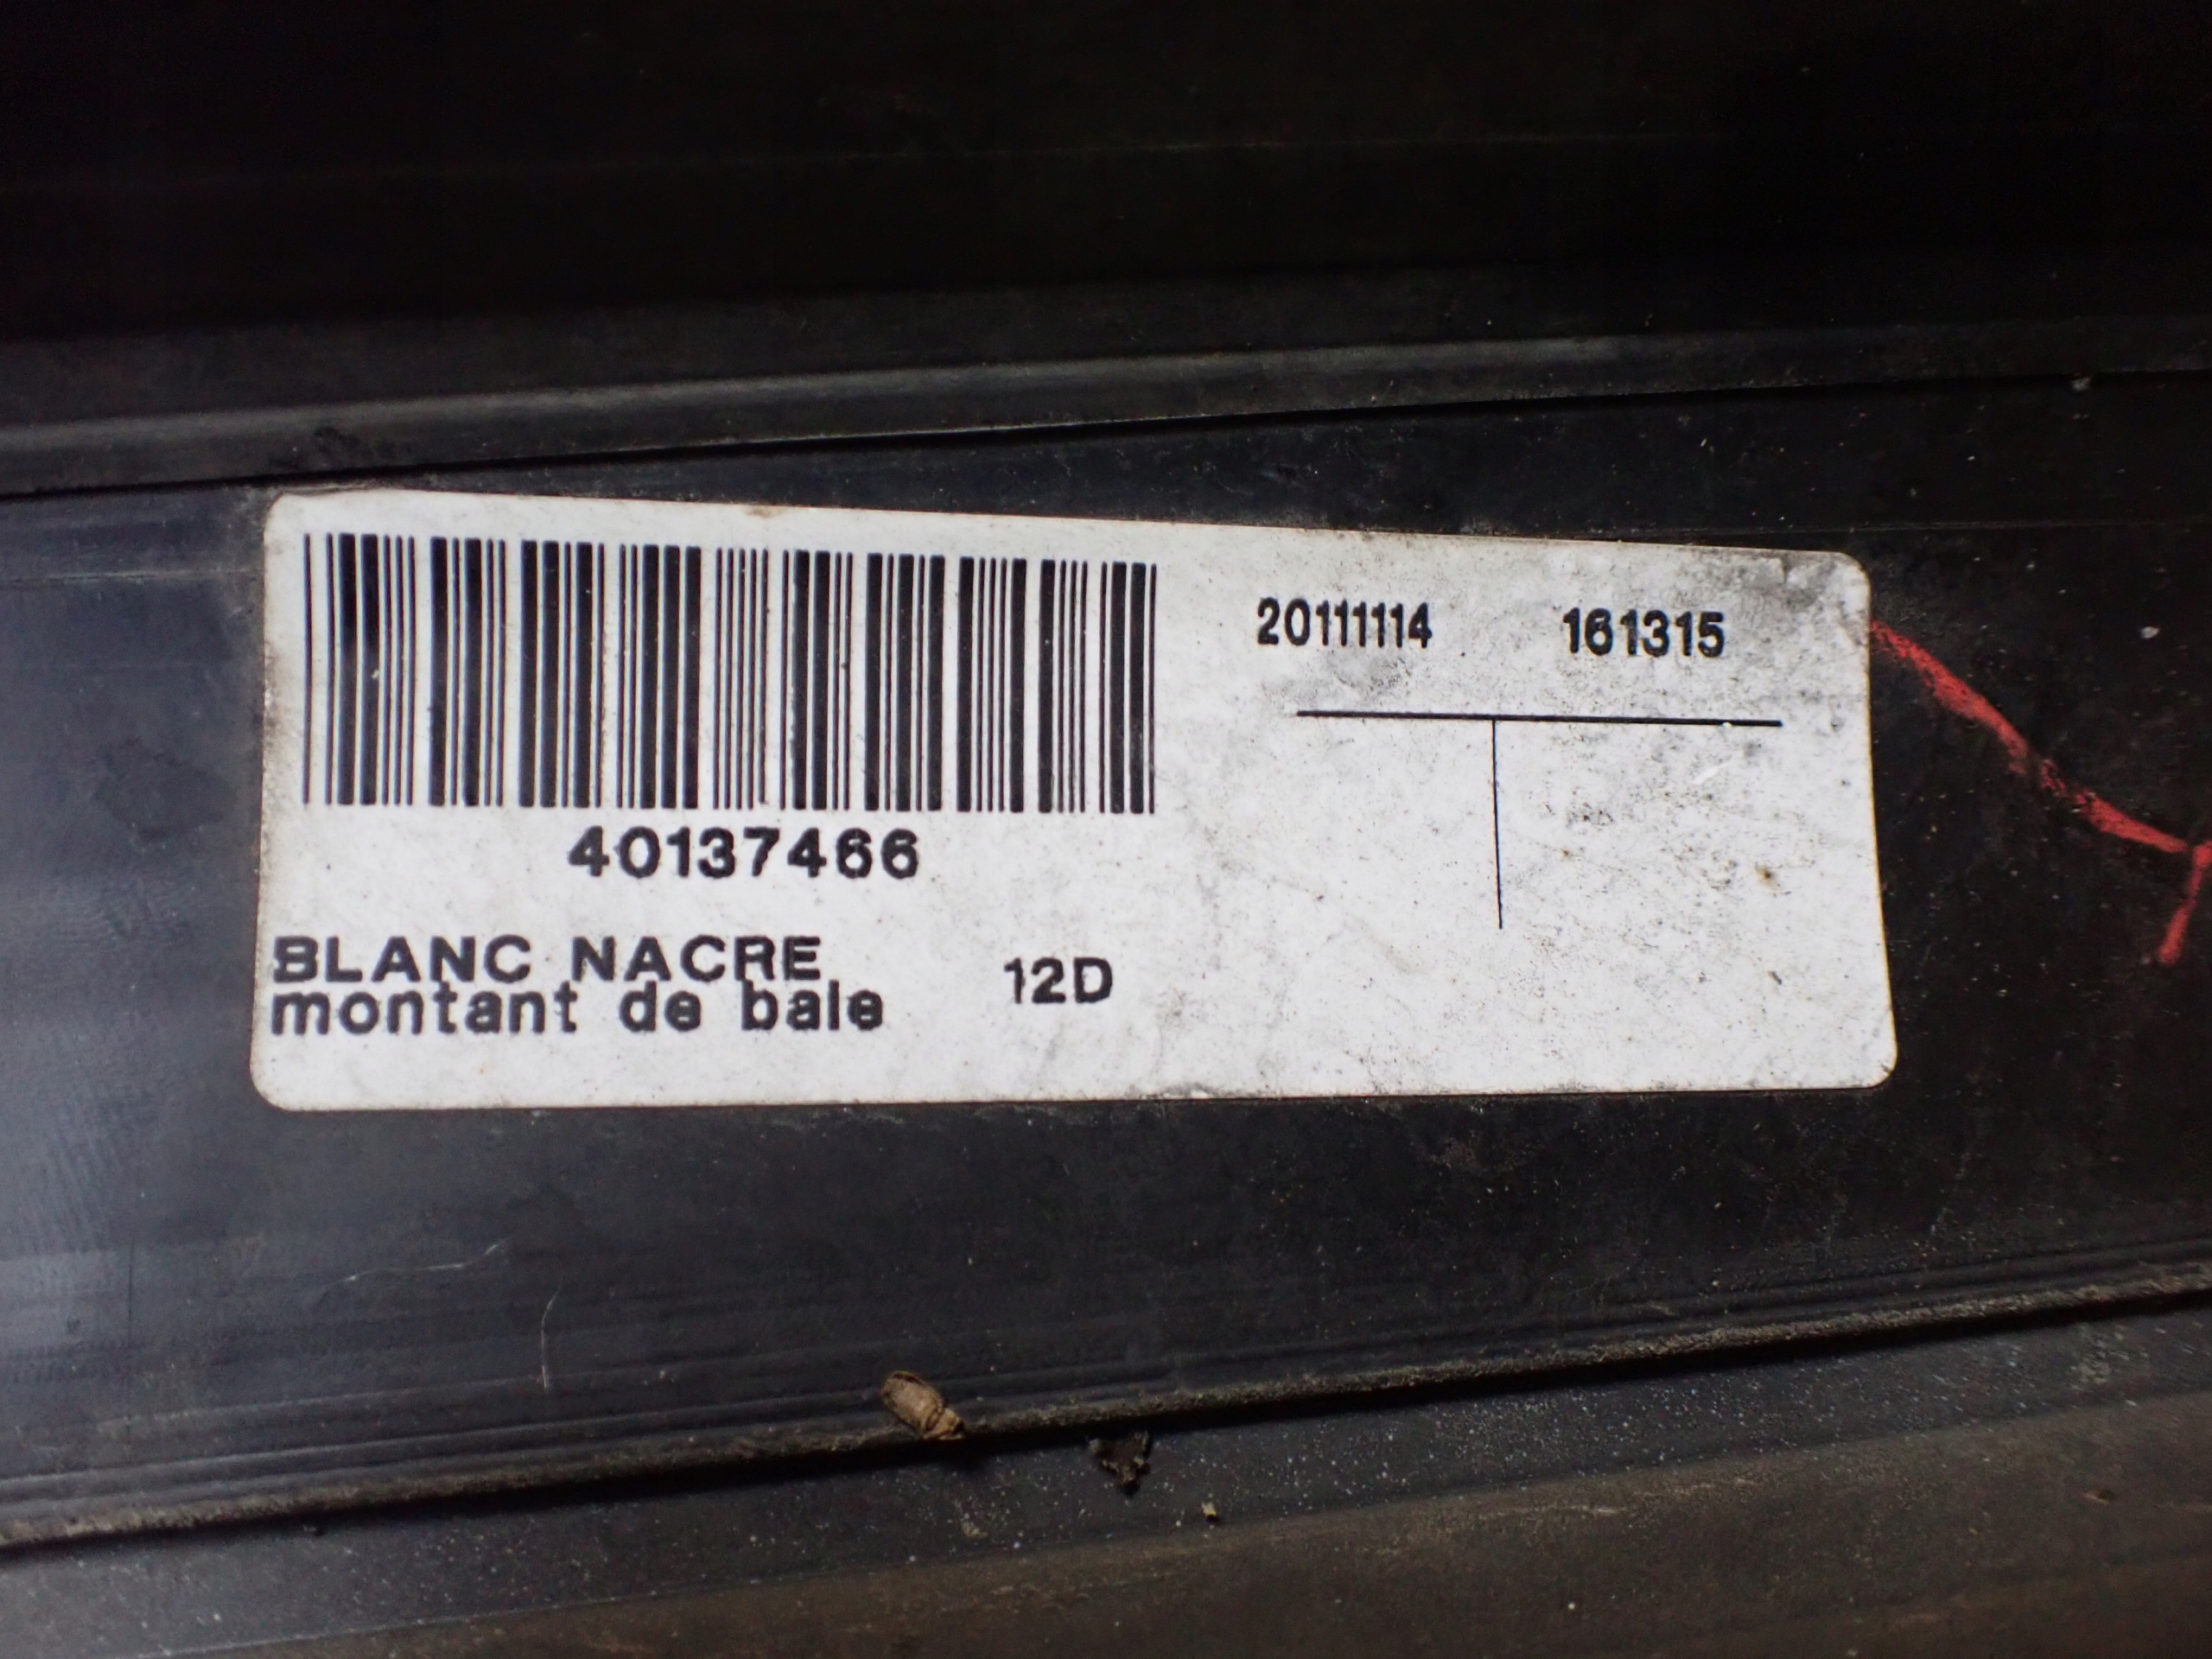 20111114 161315
40137466
BLANC NACRE 12D
montant de baie